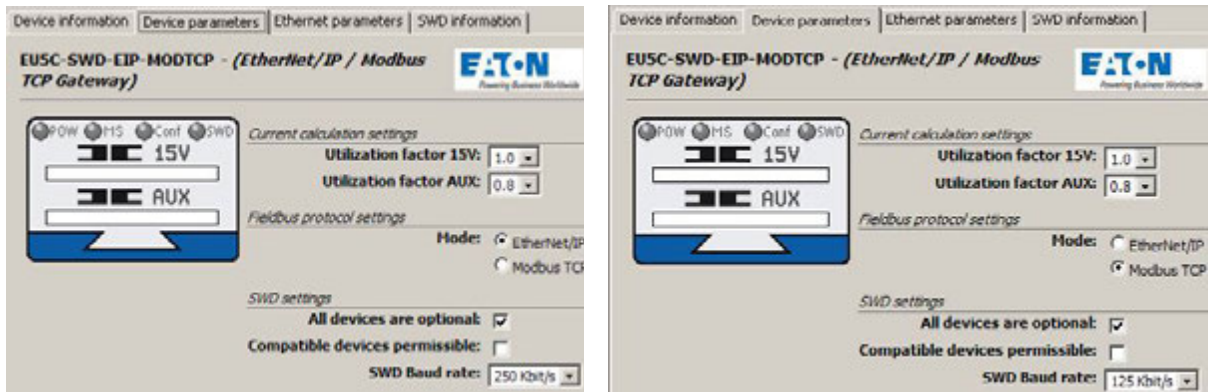 Device information
Device parameters
Ethernet parameters
SWD information
EU5C-SWD-EIP-MODTCP - (EtherNet/IP / Modbus
TCP Gateway)
EATON
Powering Business Worldwide
POW MS Conf SWD
15V
AUX
Current calculation settings
Utilization factor 15V: 1.0
Utilization factor AUX: 0.8
Fieldbus protocol settings
Mode: EtherNet/IP
Modbus TCP
SWD settings
All devices are optional:
Compatible devices permissible:
SWD Baud rate: 250 Kbit/s
Device information
Device parameters
Ethernet parameters
SWD information
EU5C-SWD-EIP-MODTCP - (EtherNet/IP / Modbus
TCP Gateway)
EATON
Powering Business Worldwide
POW MS Conf SWD
15V
AUX
Current calculation settings
Utilization factor 15V: 1.0
Utilization factor AUX: 0.8
Fieldbus protocol settings
Mode: EtherNet/IP
Modbus TCP
SWD settings
All devices are optional:
Compatible devices permissible:
SWD Baud rate: 125 Kbit/s